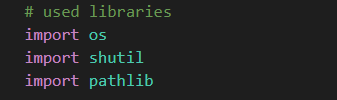 # used libraries
import os
import shutil
import pathlib